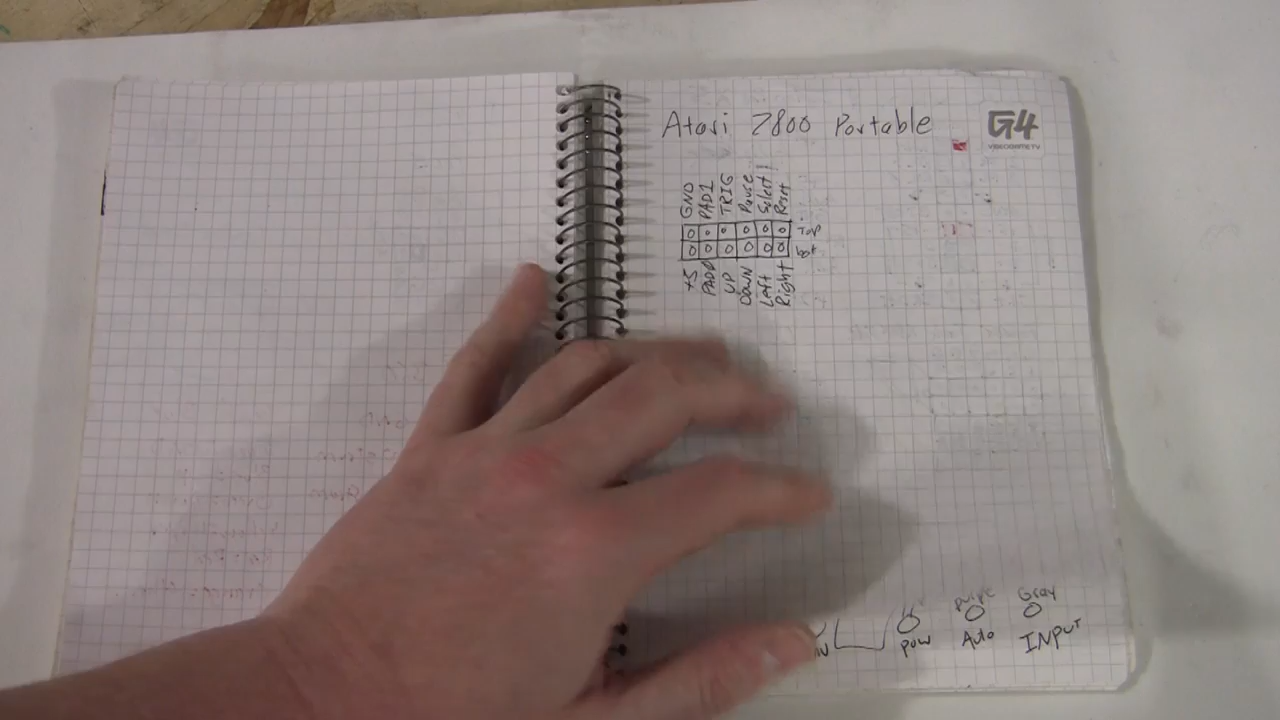 Atari 7800 Portable
G4
VIDEOGAMETV
GND PAD1 TRIG Pause Select Reset
Top
Bot
+5 PAD0 UP DOWN Left Right
Gray
pow Auto INPUT